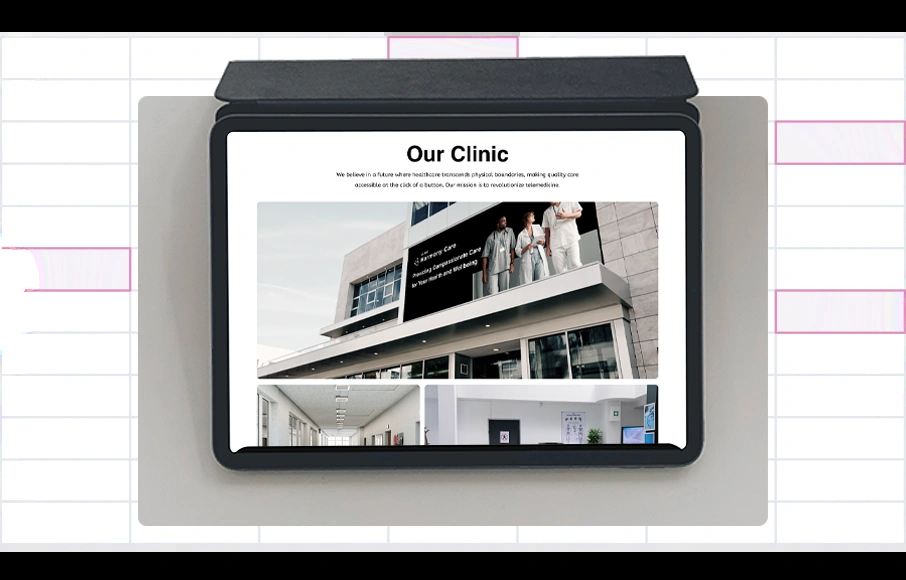 Our Clinic
We believe in a future where healthcare transcends physical boundaries, making quality care
accessible at the click of a button. Our mission is to revolutionize telemedicine.
Harmony Care
Providing Compassionate Care
for Your Health and Well being